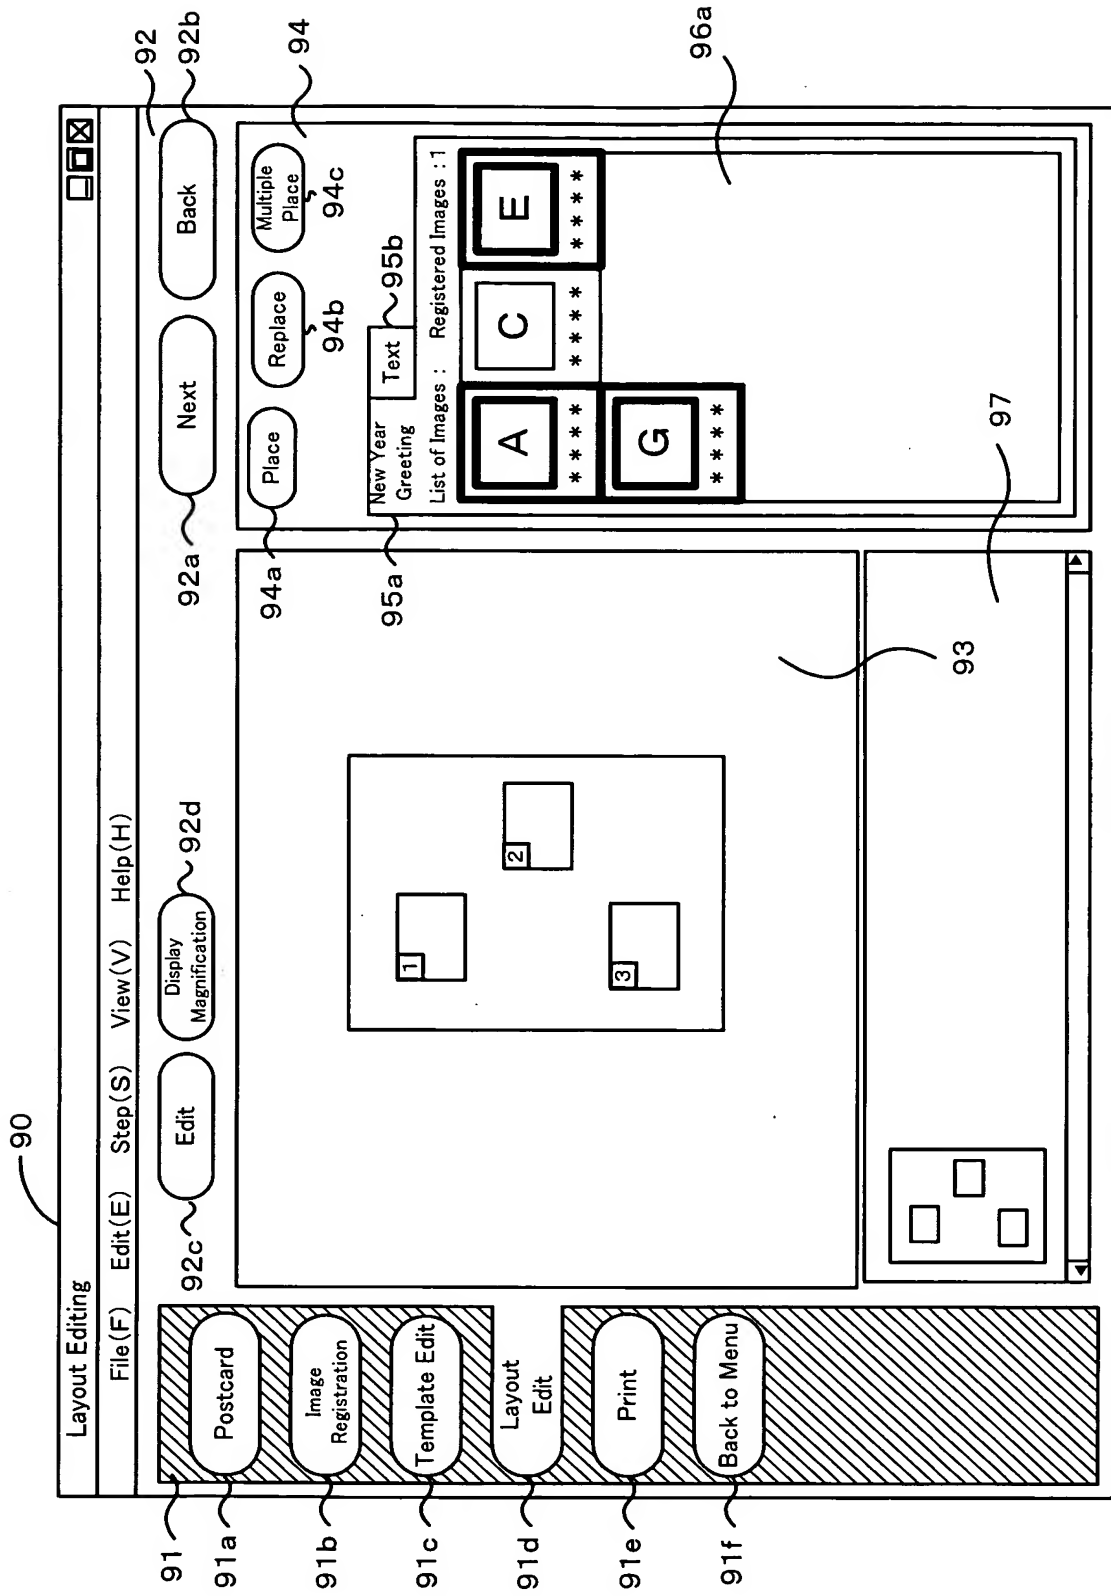 90
Layout Editing
File(F) Edit(E) Step(S) View(V) Help(H)
92
91
91a
Postcard
91b
Image
Registration
91c
Template Edit
91d
Layout
Edit
91e
Print
91f
Back to Menu
92c
Edit
Display
Magnification
92d
92a
Next
Back
92b
1
2
3
93
94
94a
Place
Replace
94b
Multiple
Place
94c
95a
New Year
Greeting
Text
95b
List of Images : Registered Images : 1
A
C
E
* * * *
* * * *
* * * *
G
* * * *
96a
97